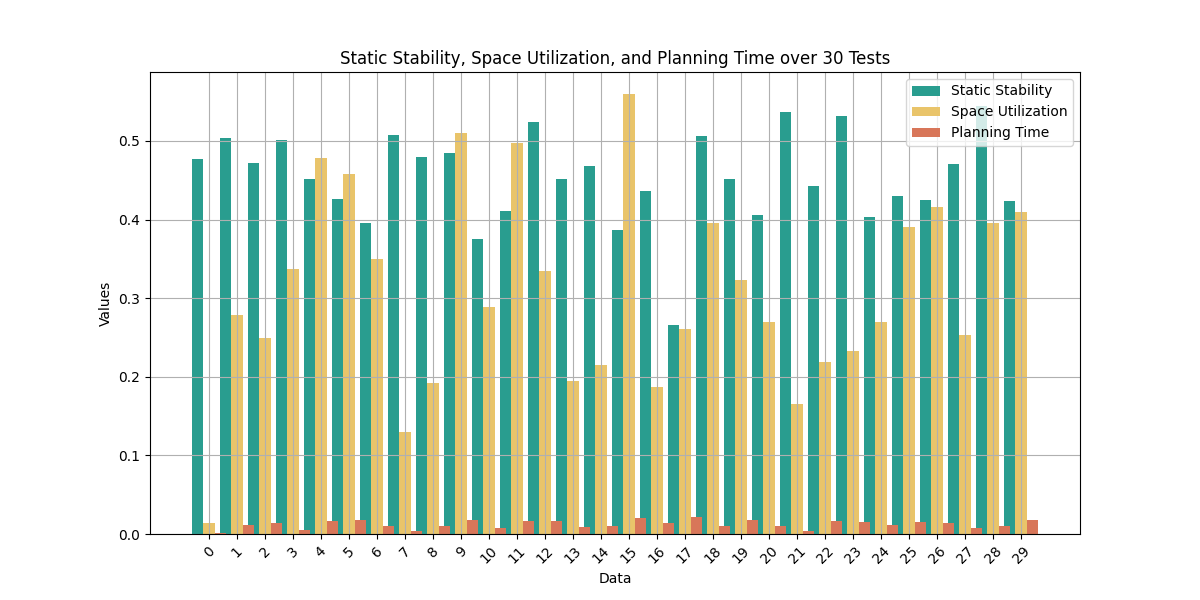 Static Stability, Space Utilization, and Planning Time over 30 Tests
Static Stability
Space Utilization
Planning Time
Values
0.5
0.4
0.3
0.2
0.1
0.0
0 1 2 3 4 5 6 7 8 9 10 11 12 13 14 15 16 17 18 19 20 21 22 23 24 25 26 27 28 29
Data